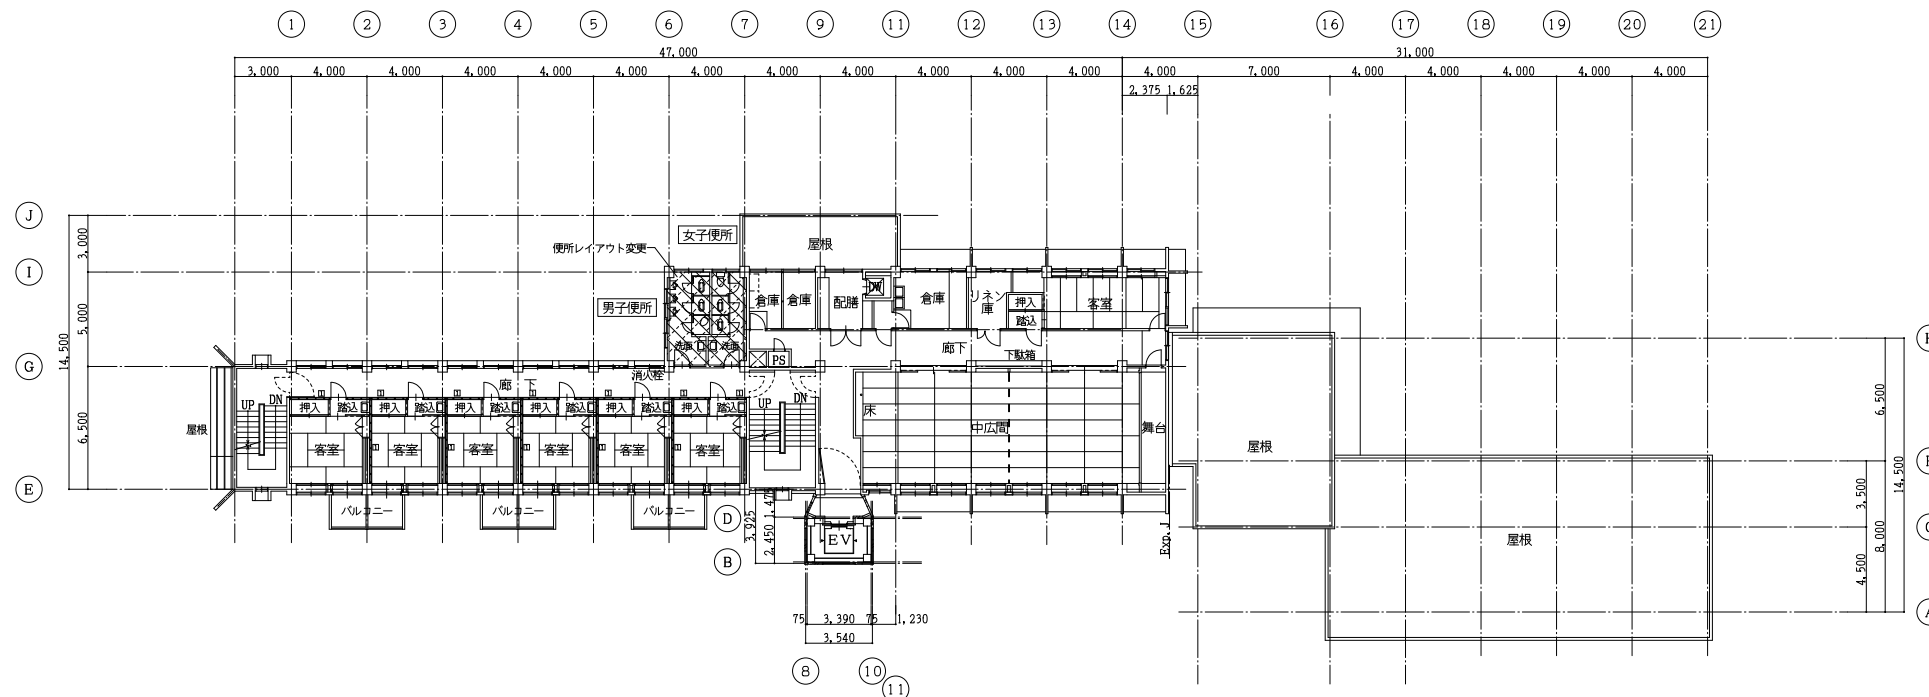 1 2 3 4 5 6 7 9 11 12 13 14 15 16 17 18 19 20 21
47,000 31,000
3,000 4,000 4,000 4,000 4,000 4,000 4,000 4,000 4,000 4,000 4,000 4,000 4,000 7,000 4,000 4,000 4,000 4,000 4,000
2,375 1,625
J
3,000
女子便所
屋根
便所レイアウト変更
I
5,000
14,500
男子便所
倉庫 倉庫 配膳 DW 倉庫 リネン庫 押入 客室
踏込
洗面 洗面
PS 廊下 下駄箱
G
消火栓
廊 下
UP DN 押入 踏込 押入 踏込 押入 踏込 押入 踏込 押入 踏込 押入 踏込 UP DN 床
6,500
屋根
客室 客室 客室 客室 客室 客室
中広間 舞台
屋根
6,500
14,500
E
バルコニー バルコニー バルコニー
D
3,925
2,450
EV
Exp.J
屋根
3,500
8,000
4,500
B
75 3,390 75 1,230
3,540
8 10
11